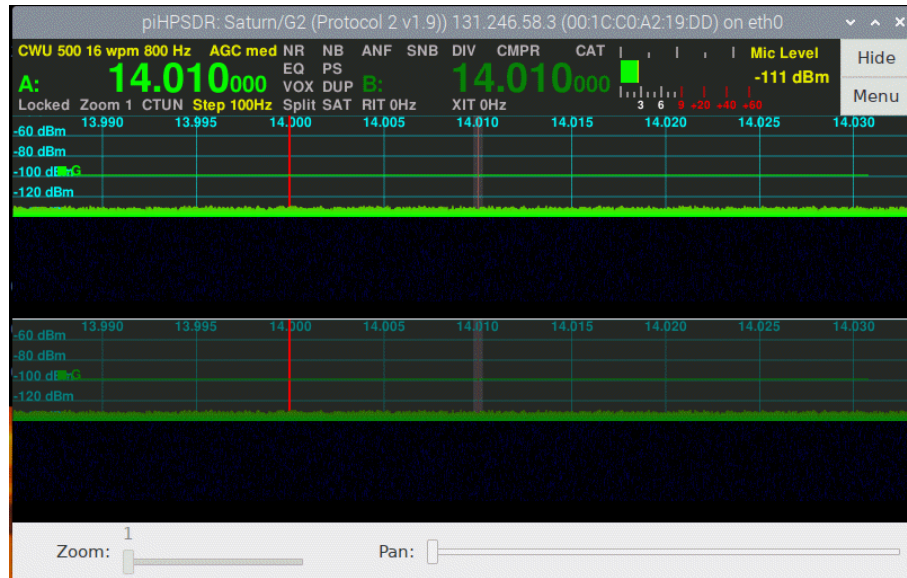 piHPSDR: Saturn/G2 (Protocol 2 v1.9)) 131.246.58.3 (00:1C:C0:A2:19:DD) on eth0
CWU 500 16 wpm 800 Hz AGC med NR NB ANF SNB DIV CMPR CAT Mic Level Hide
EQ PS
A: 14.010000 VOX DUP B: 14.010000 -111 dBm
Locked Zoom 1 CTUN Step 100Hz Split SAT RIT 0Hz XIT 0Hz 3 6 9 +20 +40 +60 Menu
13.990 13.995 14.000 14.005 14.010 14.015 14.020 14.025 14.030
-60 dBm
-80 dBm
-100 dBm G
-120 dBm
13.990 13.995 14.000 14.005 14.010 14.015 14.020 14.025 14.030
-60 dBm
-80 dBm
-100 dBm G
-120 dBm
1
Zoom: Pan: